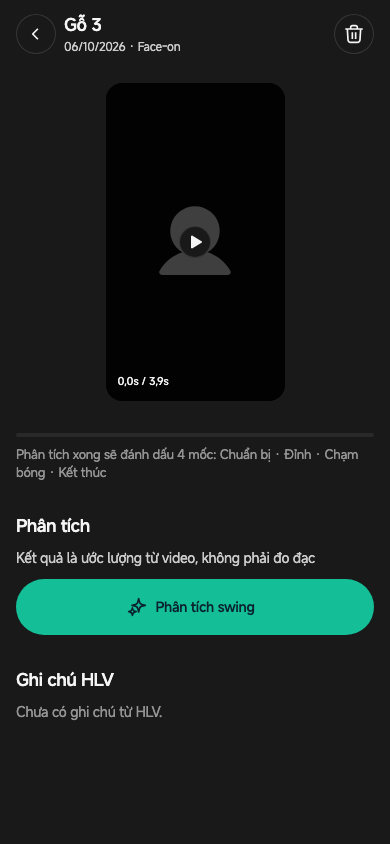 Gỗ 3
06/10/2026 · Face-on
0,0s / 3,9s
Phân tích xong sẽ đánh dấu 4 mốc: Chuẩn bị · Đỉnh · Chạm
bóng · Kết thúc
Phân tích
Kết quả là ước lượng từ video, không phải đo đạc
Phân tích swing
Ghi chú HLV
Chưa có ghi chú từ HLV.